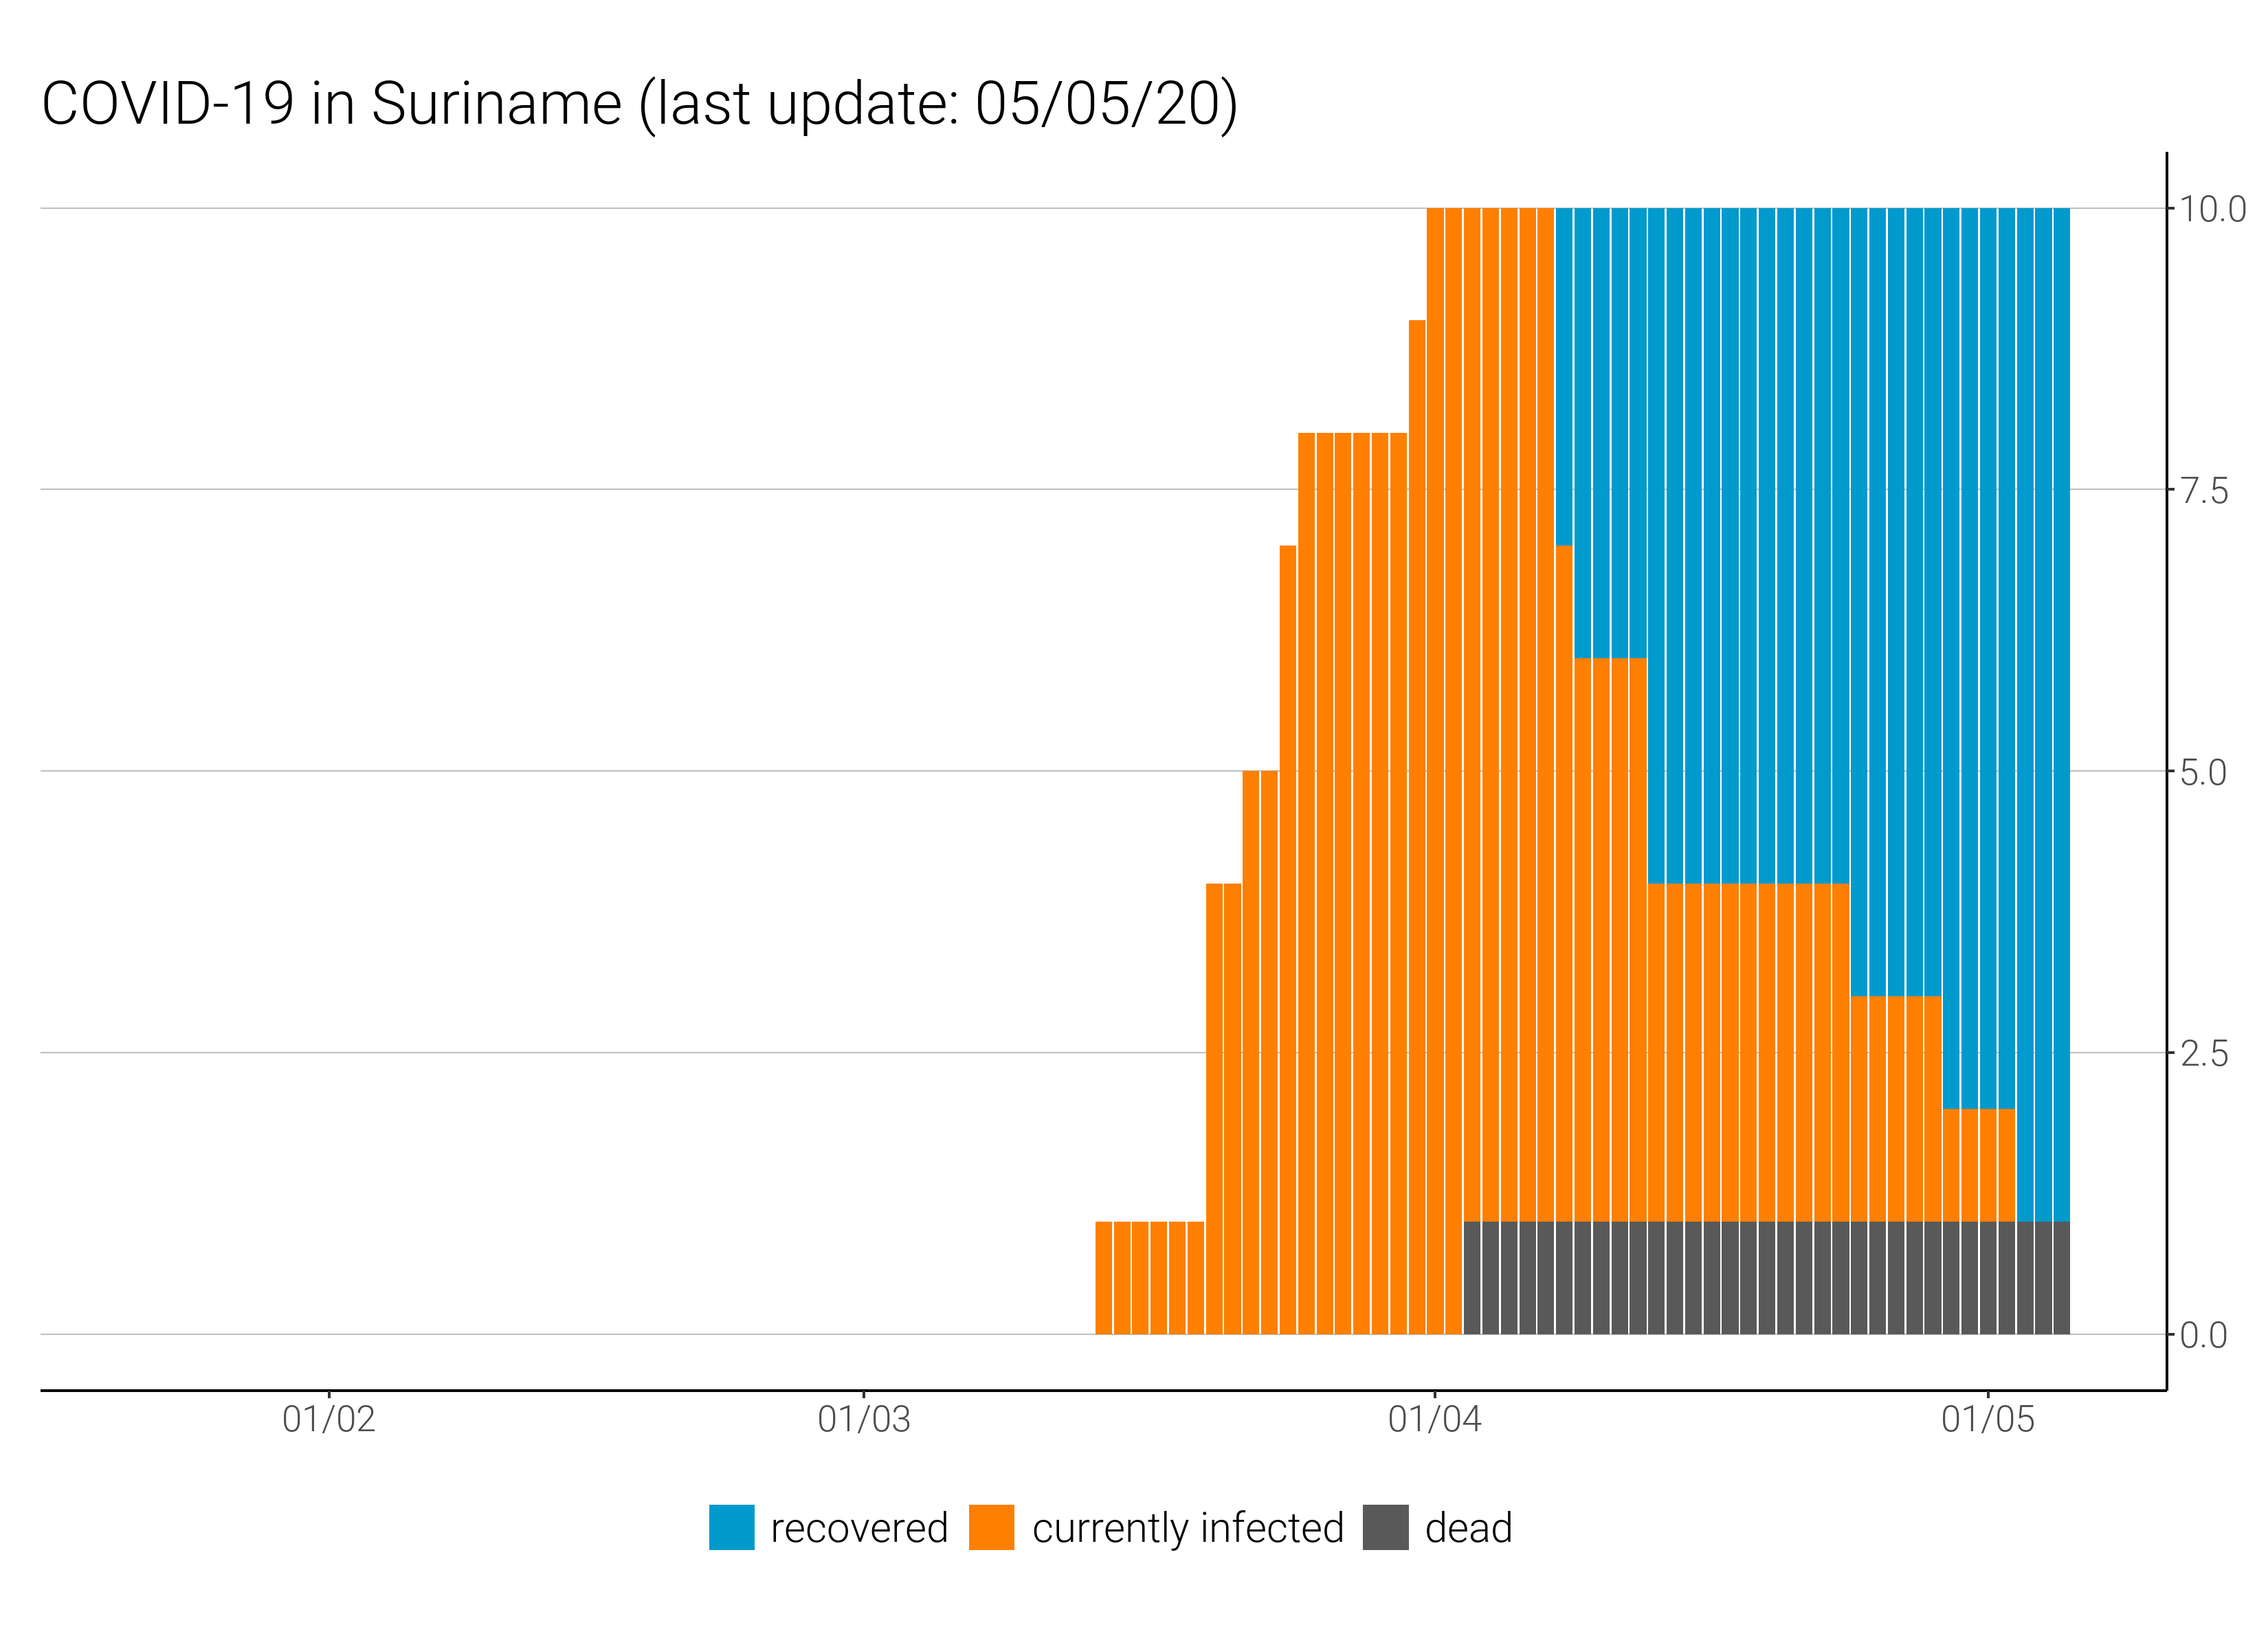 COVID-19 in Suriname (last update: 05/05/20)
10.0
7.5
5.0
2.5
0.0
01/02 01/03 01/04 01/05
recovered currently infected dead